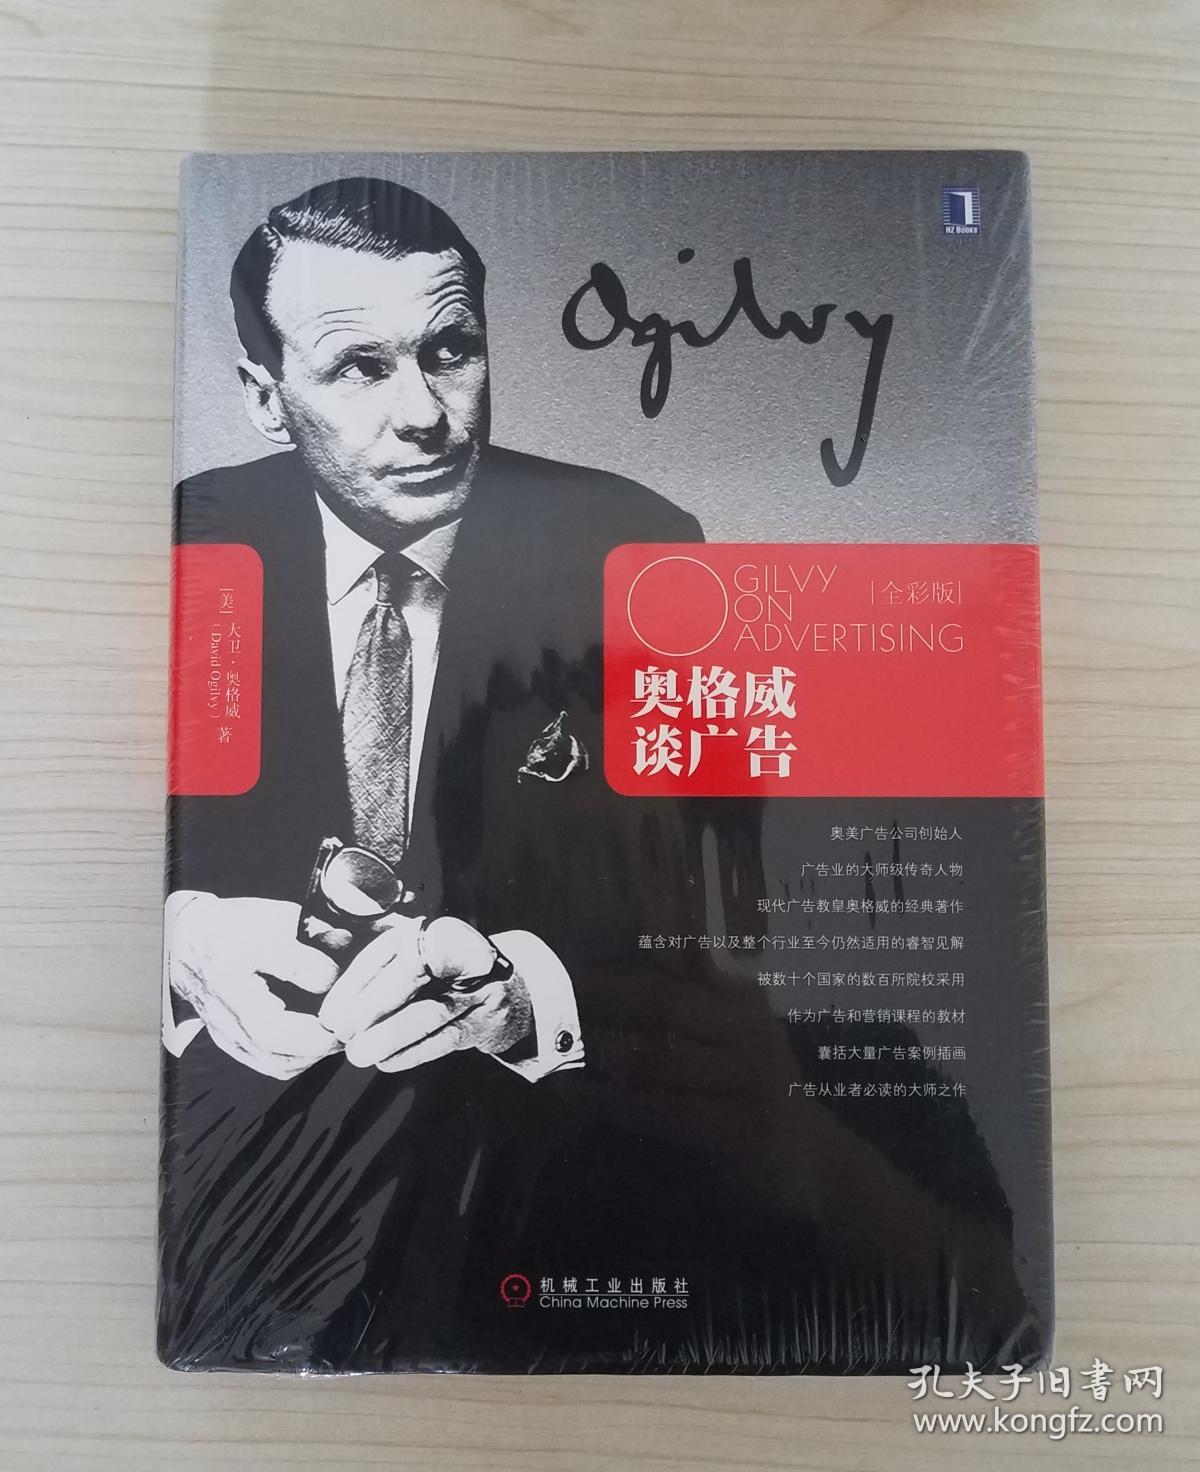 HZ BOOKS
Ogilvy
OGILVY
ON
ADVERTISING
|全彩版|
奥格威
谈广告
[美] 大卫·奥格威 著
(David Ogilvy)
奥美广告公司创始人
广告业的大师级传奇人物
现代广告教皇奥格威的经典著作
蕴含对广告以及整个行业至今仍然适用的睿智见解
被数十个国家的数百所院校采用
作为广告和营销课程的教材
囊括大量广告案例插画
广告从业者必读的大师之作
机械工业出版社
China Machine Press
孔夫子旧書网
www.kongfz.com